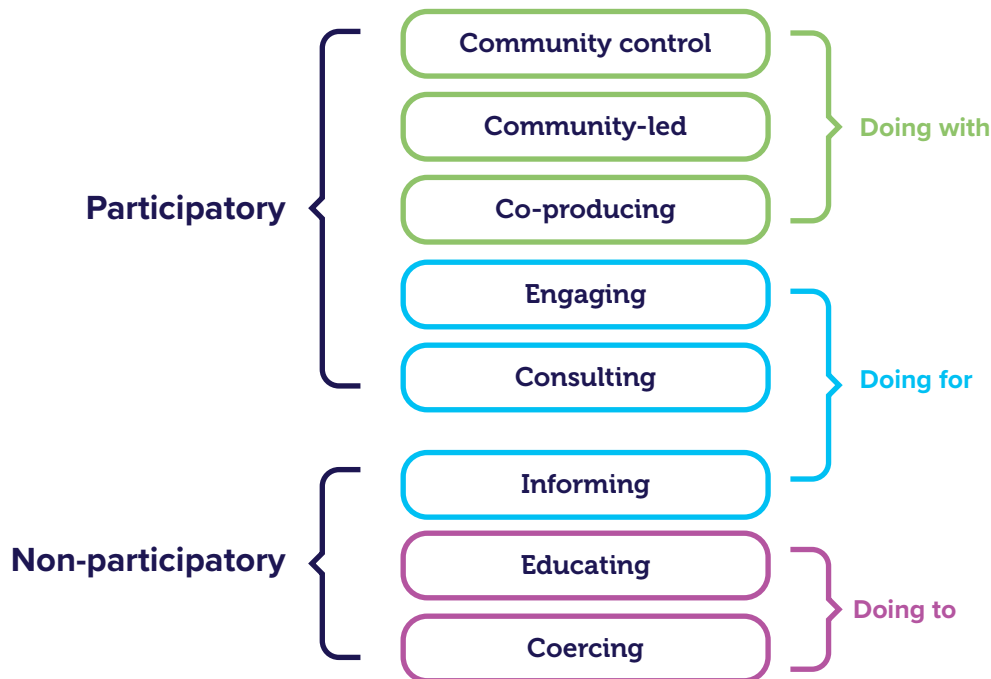 Community control
Community-led
Doing with
Participatory
Co-producing
Engaging
Consulting
Doing for
Informing
Non-participatory
Educating
Doing to
Coercing